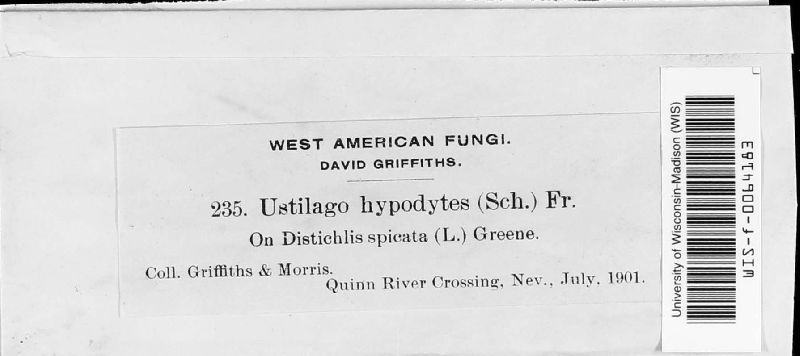 WEST AMERICAN FUNGI.
DAVID GRIFFITHS.
235. Ustilago hypodytes (Sch.) Fr.
On Distichlis spicata (L.) Greene.
Coll. Griffiths & Morris.
Quinn River Crossing, Nev., July, 1901.
University of Wisconsin-Madison (WIS)
WIS-f-0064183